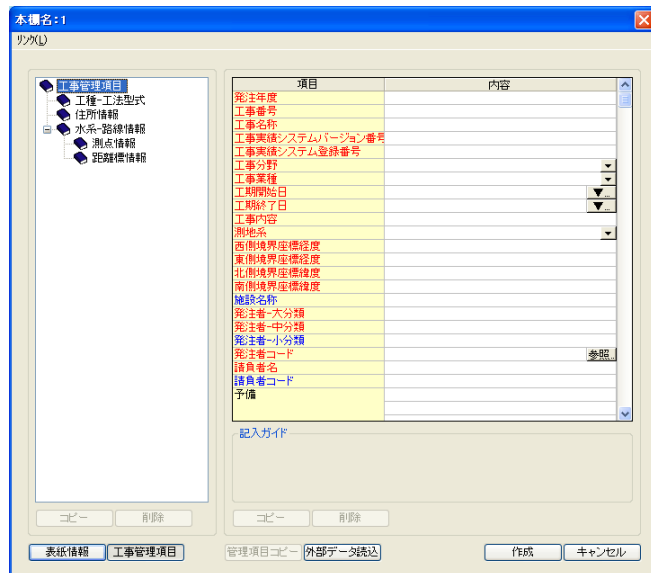 本棚名:1
リンク(L)
工事管理項目
工種-工法型式
住所情報
水系-路線情報
測点情報
距離標情報
項目 内容
発注年度
工事番号
工事名称
工事実績システムバージョン番号
工事実績システム登録番号
工事分野
工事業種
工期開始日
工期終了日
工事内容
測地系
西側境界座標経度
東側境界座標経度
北側境界座標緯度
南側境界座標緯度
施設名称
発注者-大分類
発注者-中分類
発注者-小分類
発注者コード 参照..
請負者名
請負者コード
予備
記入ガイド
コピー 削除 コピー 削除
表紙情報 工事管理項目 管理項目コピー 外部データ読込 作成 キャンセル